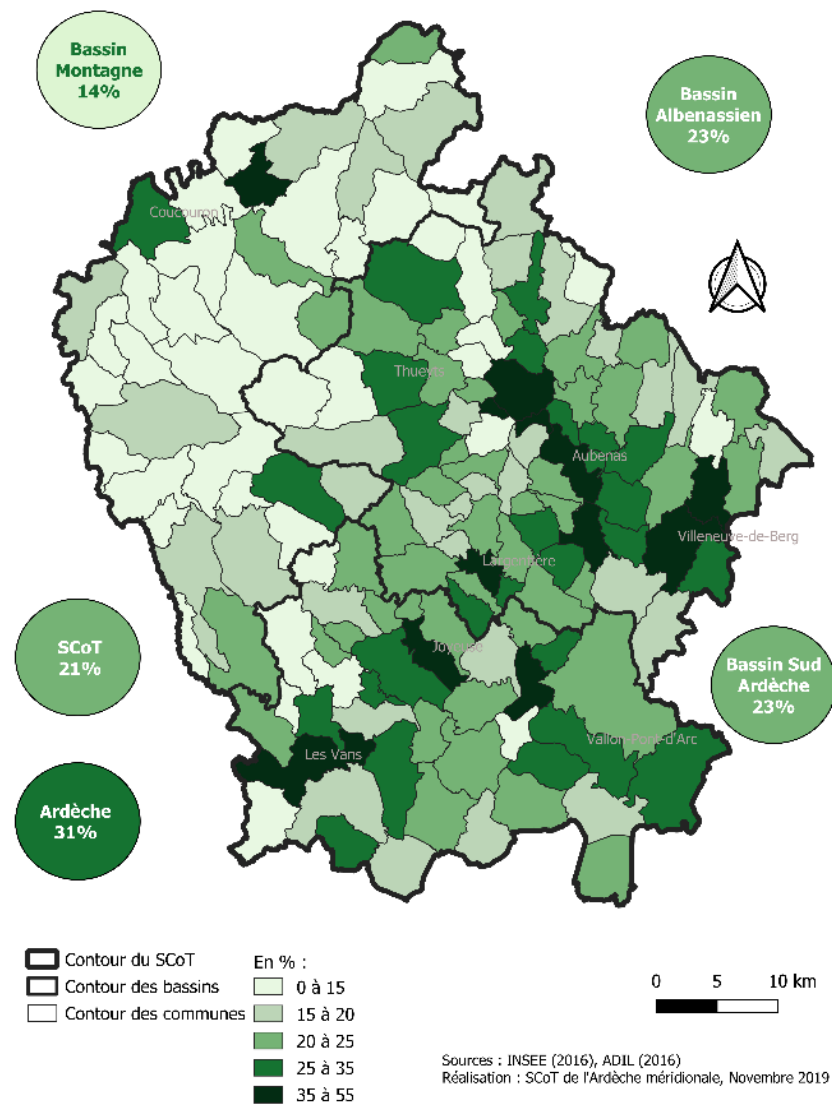 Bassin
Montagne
14%
Bassin
Albenassien
23%
Coucouron
Thueyts
Aubenas
Villeneuve-de-Berg
Largentière
SCoT
21%
Joyeuse
Bassin Sud
Ardèche
23%
Vallon-Pont-d'Arc
Les Vans
Ardèche
31%
Contour du SCoT
Contour des bassins
Contour des communes
En % :
0 à 15
15 à 20
20 à 25
25 à 35
35 à 55
0 5 10 km
Sources : INSEE (2016), ADIL (2016)
Réalisation : SCoT de l'Ardèche méridionale, Novembre 2019